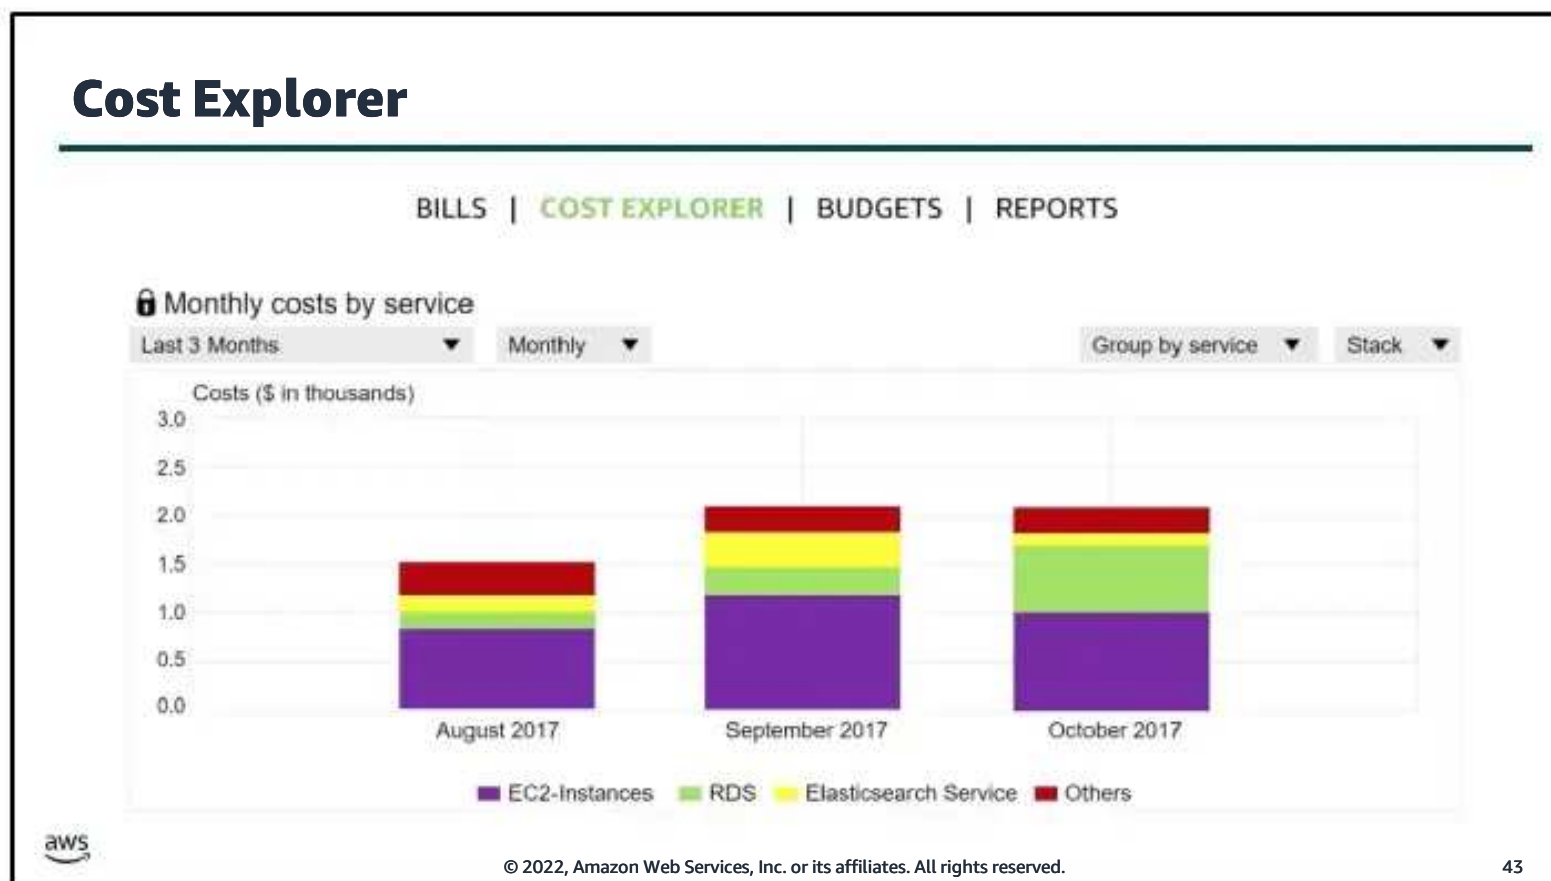 Cost Explorer
BILLS | COST EXPLORER | BUDGETS | REPORTS
Monthly costs by service
Last 3 Months Monthly Group by service Stack
Costs ($ in thousands)
3.0
2.5
2.0
1.5
1.0
0.5
0.0
August 2017 September 2017 October 2017
EC2-Instances RDS Elasticsearch Service Others
aws
© 2022, Amazon Web Services, Inc. or its affiliates. All rights reserved. 43